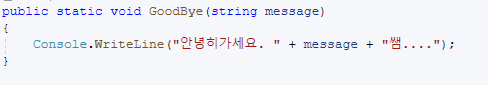 public static void GoodBye(string message)
{
Console.WriteLine("안녕히가세요. " + message + "쌤....");
}